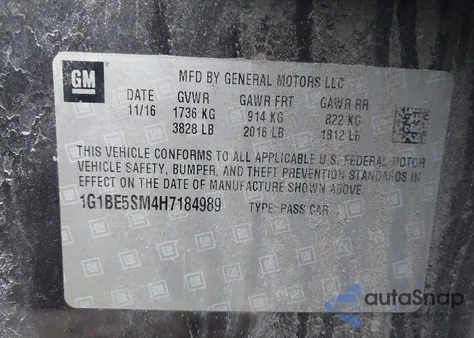 GM
MFD BY GENERAL MOTORS LLC
DATE GVWR GAWR FRT GAWR RR
11/16 1736 KG 914 KG 822 KG
3828 LB 2016 LB 1812 LB
THIS VEHICLE CONFORMS TO ALL APPLICABLE U.S. FEDERAL MOTOR
VEHICLE SAFETY, BUMPER, AND THEFT PREVENTION STANDARDS IN
EFFECT ON THE DATE OF MANUFACTURE SHOWN ABOVE.
1G1BE5SM4H7184989 TYPE: PASS CAR
autoSnap